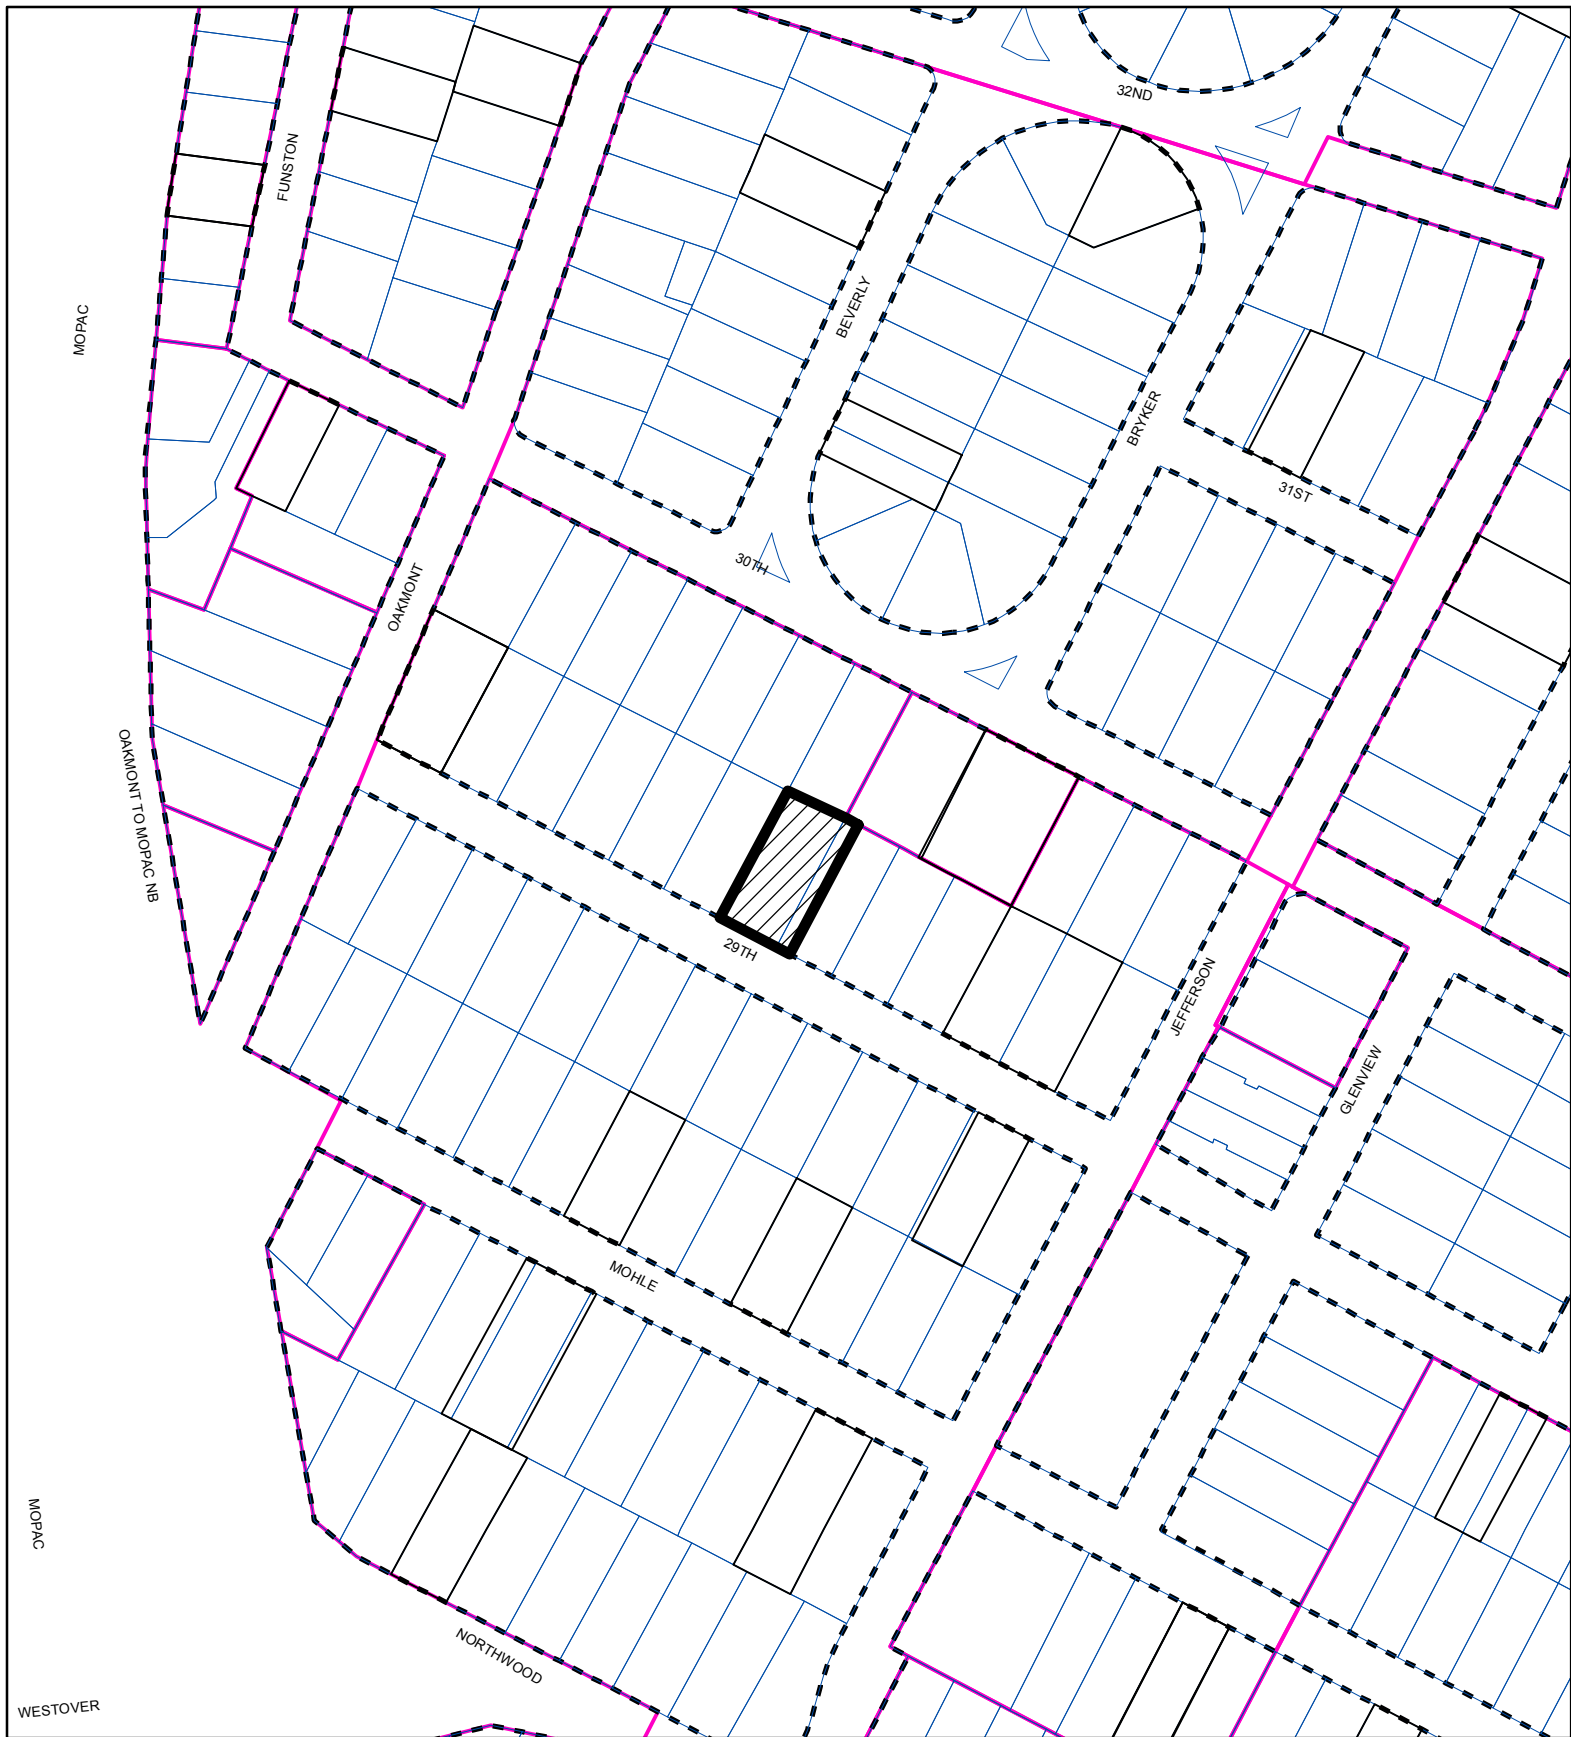 32ND
FUNSTON
MOPAC
BEVERLY
BRYKER
31ST
30TH
OAKMONT
OAKMONT TO MOPAC NB
29TH
JEFFERSON
GLENVIEW
MOHLE
MOPAC
NORTHWOOD
WESTOVER